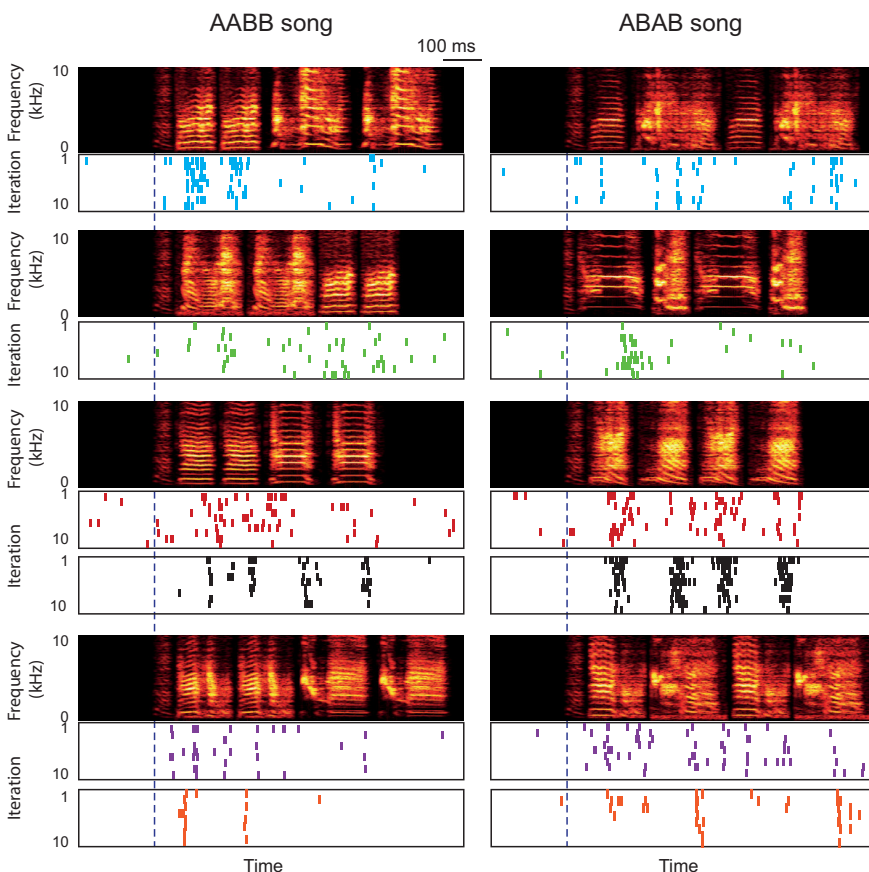 AABB song
ABAB song
100 ms
10
Frequency
(kHz)
0
1
Iteration
10
10
Frequency
(kHz)
0
1
Iteration
10
10
Frequency
(kHz)
0
1
10
Iteration
1
10
10
Frequency
(kHz)
0
1
10
Iteration
1
10
Time
Time